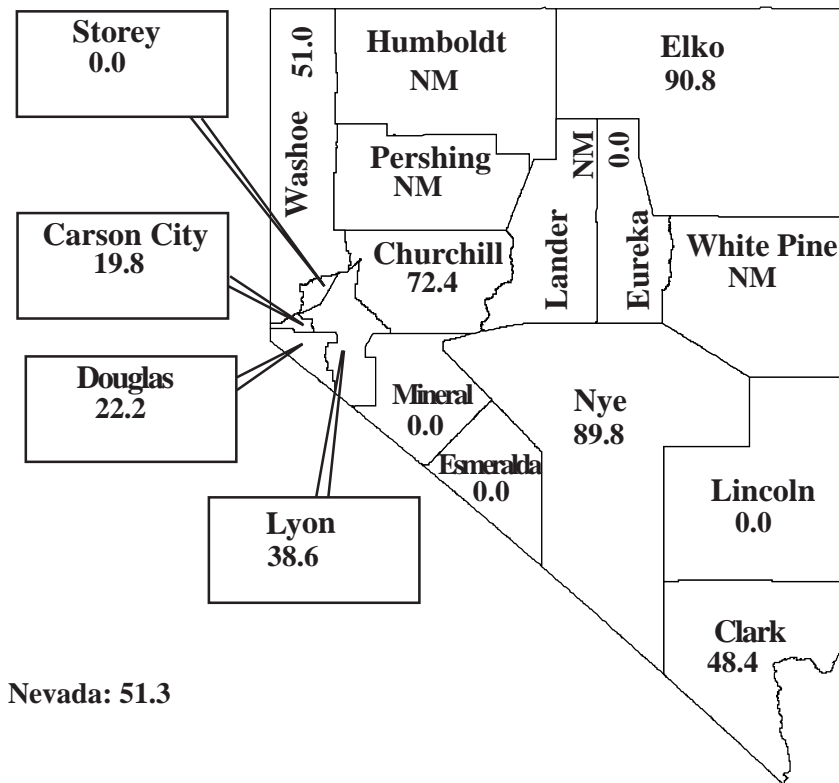 Storey
0.0
Washoe 51.0
Humboldt
NM
Elko
90.8
Pershing
NM
Lander NM
Eureka 0.0
Carson City
19.8
Churchill
72.4
White Pine
NM
Douglas
22.2
Mineral
0.0
Nye
89.8
Esmeralda
0.0
Lincoln
0.0
Lyon
38.6
Clark
48.4
Nevada: 51.3